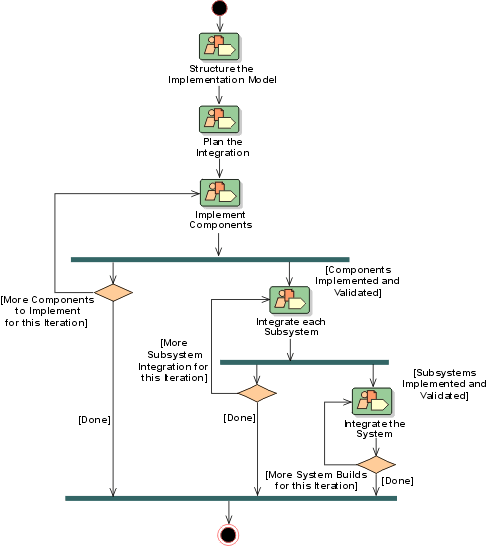 Structure the
Implementation Model
Plan the
Integration
Implement
Components
[Components
Implemented and
Validated]
[More Components
to Implement
for this Iteration]
Integrate each
Subsystem
[More
Subsystem
Integration for
this Iteration]
[Subsystems
Implemented and
Validated]
[Done]
[Done]
Integrate the
System
[More System Builds
for this Iteration]
[Done]